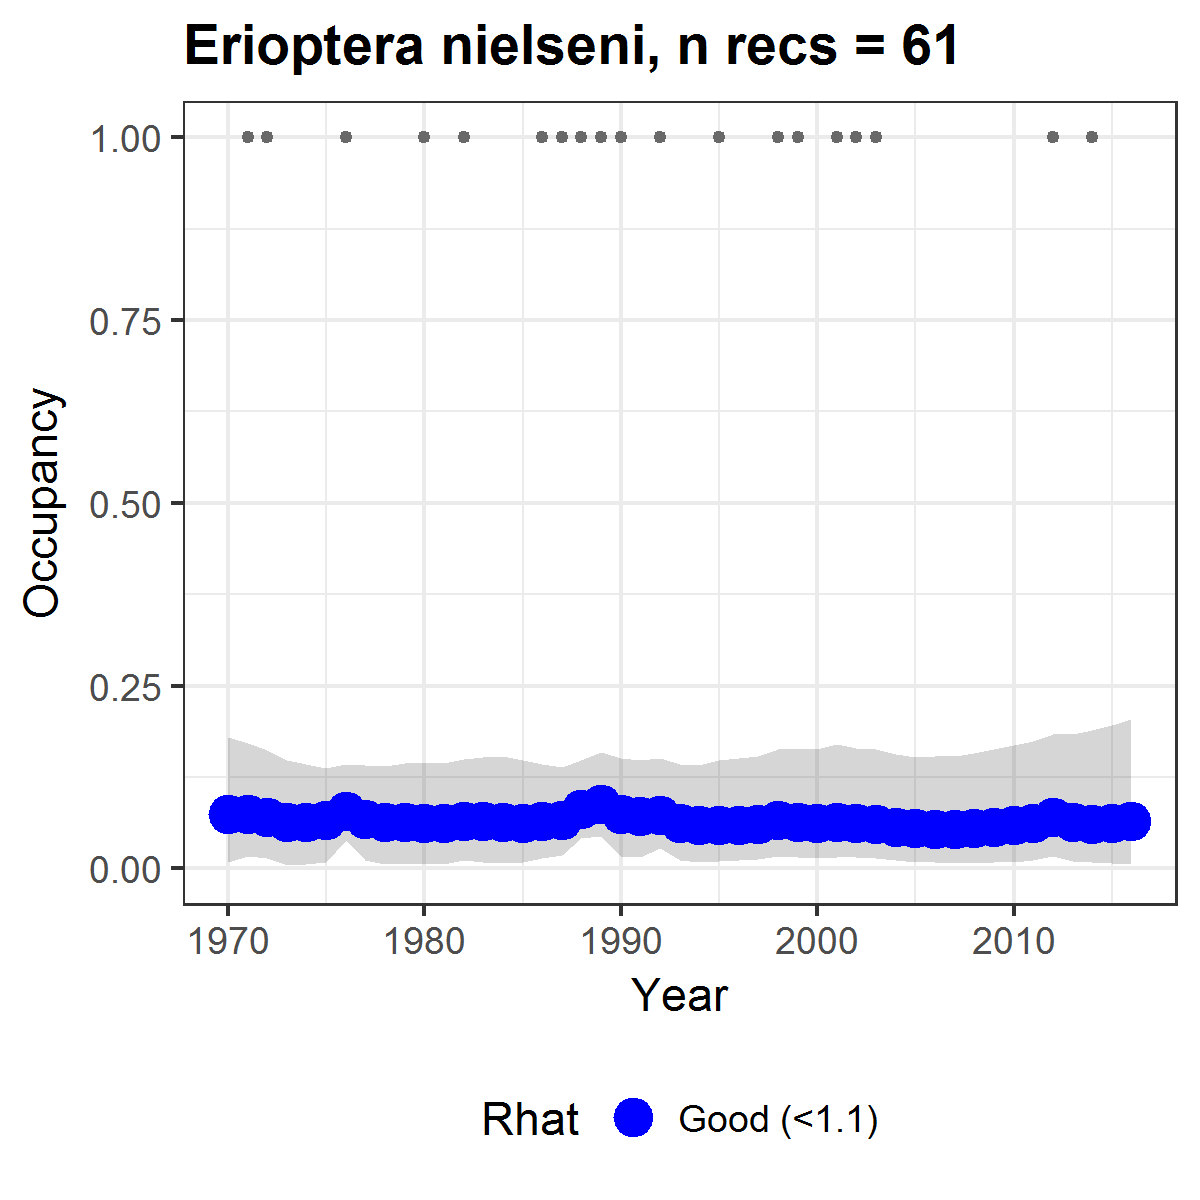 Erioptera nielseni, n recs = 61
1.00
0.75
0.50
0.25
0.00
Occupancy
1970 1980 1990 2000 2010
Year
Rhat Good (<1.1)